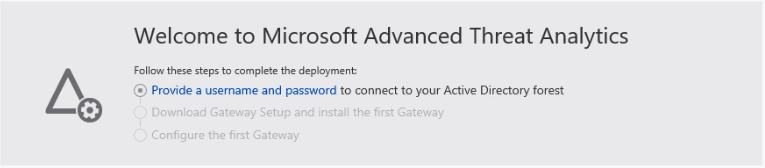 Welcome to Microsoft Advanced Threat Analytics
Follow these steps to complete the deployment:
Provide a username and password to connect to your Active Directory forest
Download Gateway Setup and install the first Gateway
Configure the first Gateway